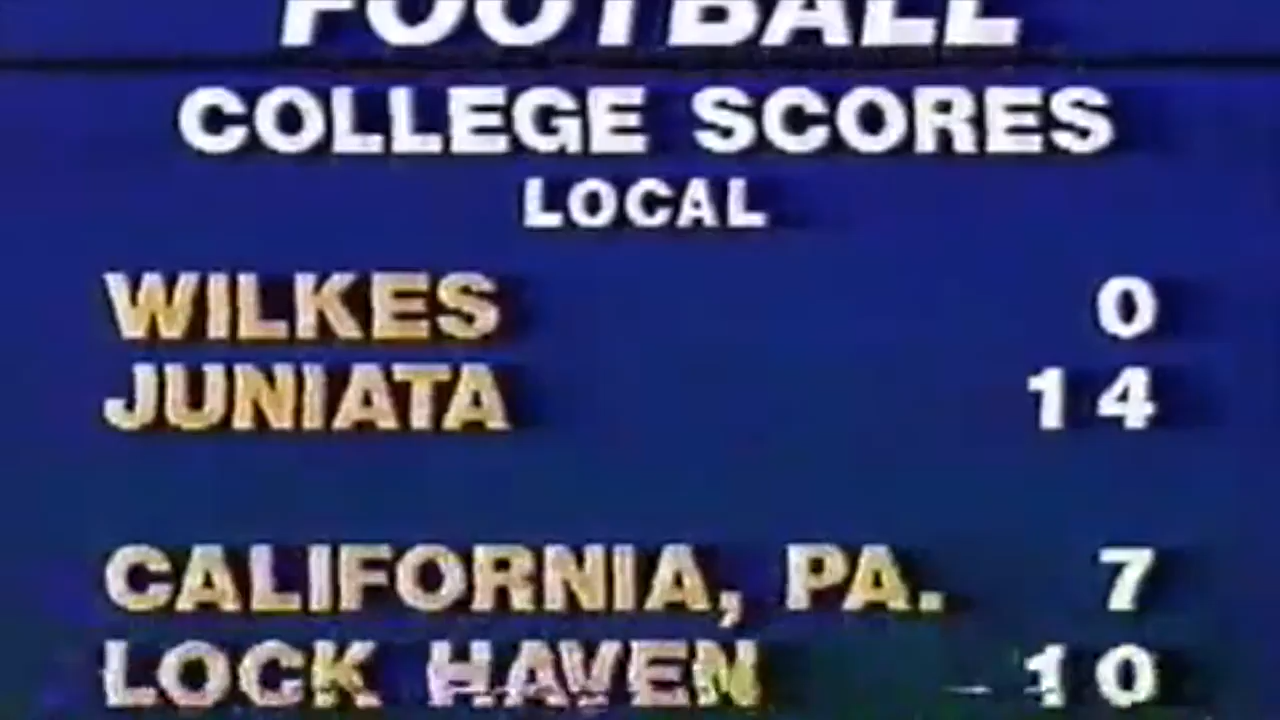 FOOTBALL
COLLEGE SCORES
LOCAL
WILKES 0
JUNIATA 14
CALIFORNIA, PA. 7
LOCK HAVEN 10